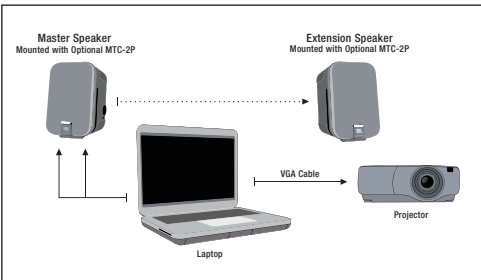 Master Speaker
Mounted with Optional MTC-2P
Extension Speaker
Mounted with Optional MTC-2P
VGA Cable
Projector
Laptop